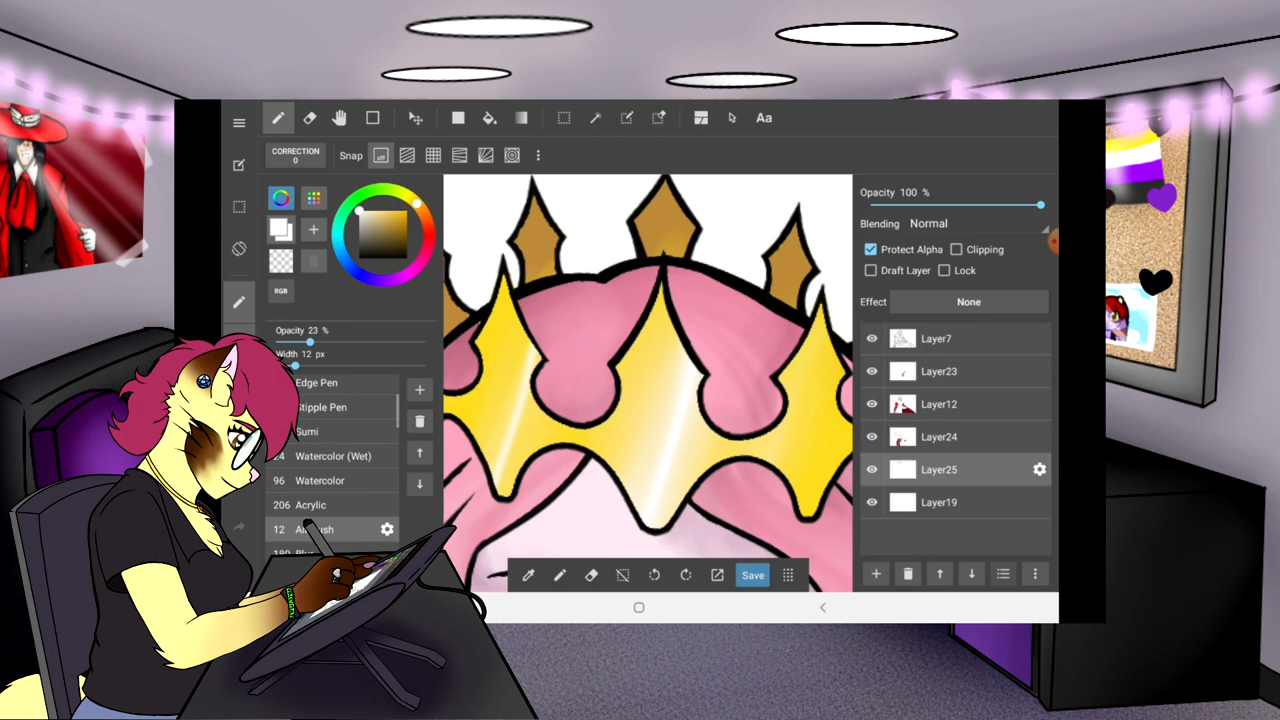 Aa
CORRECTION
0
Snap
off
RGB
Opacity 23 %
Width 12 px
Edge Pen
Stipple Pen
Sumi
Watercolor (Wet)
96 Watercolor
206 Acrylic
12
Opacity 100 %
Blending Normal
Protect Alpha Clipping
Draft Layer Lock
Effect None
Layer7
Layer23
Layer12
Layer24
Layer25
Layer19
Save